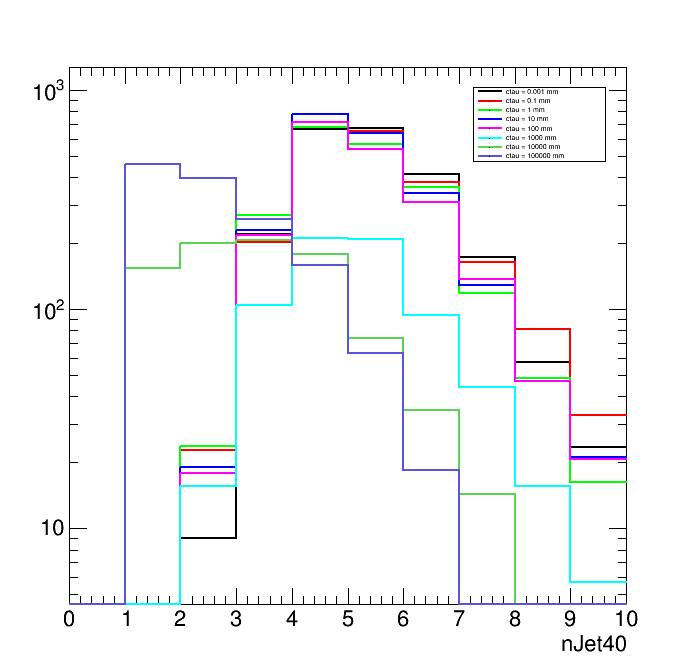 10³
ctau = 0.001 mm
ctau = 0.1 mm
ctau = 1 mm
ctau = 10 mm
ctau = 100 mm
ctau = 1000 mm
ctau = 10000 mm
ctau = 100000 mm
10²
10
0 1 2 3 4 5 6 7 8 9 10
nJet40